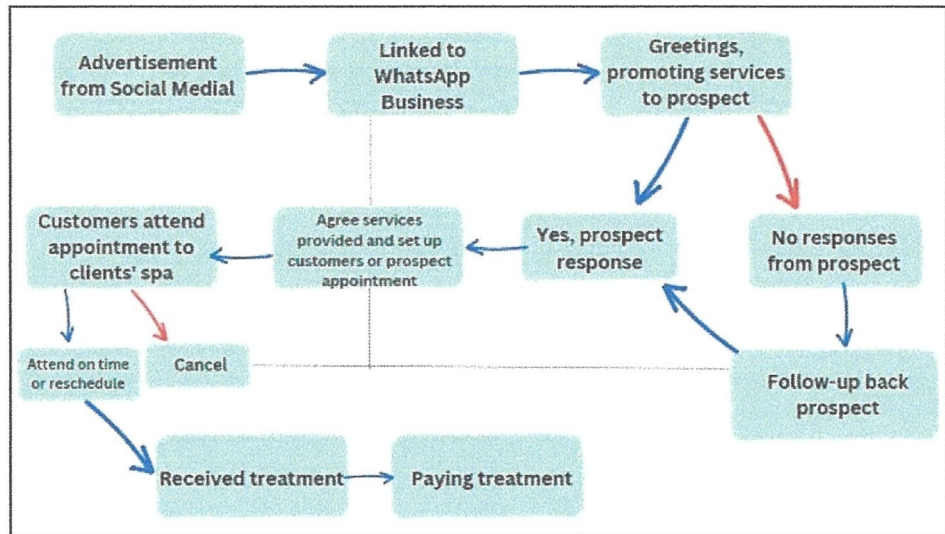 Advertisement
from Social Medial
Linked to
WhatsApp
Business
Greetings,
promoting services
to prospect
Customers attend
appointment to
clients' spa
Agree services
provided and set up
customers or prospect
appointment
Yes, prospect
response
No responses
from prospect
Attend on time
or reschedule
Cancel
Follow-up back
prospect
Received treatment
Paying treatment